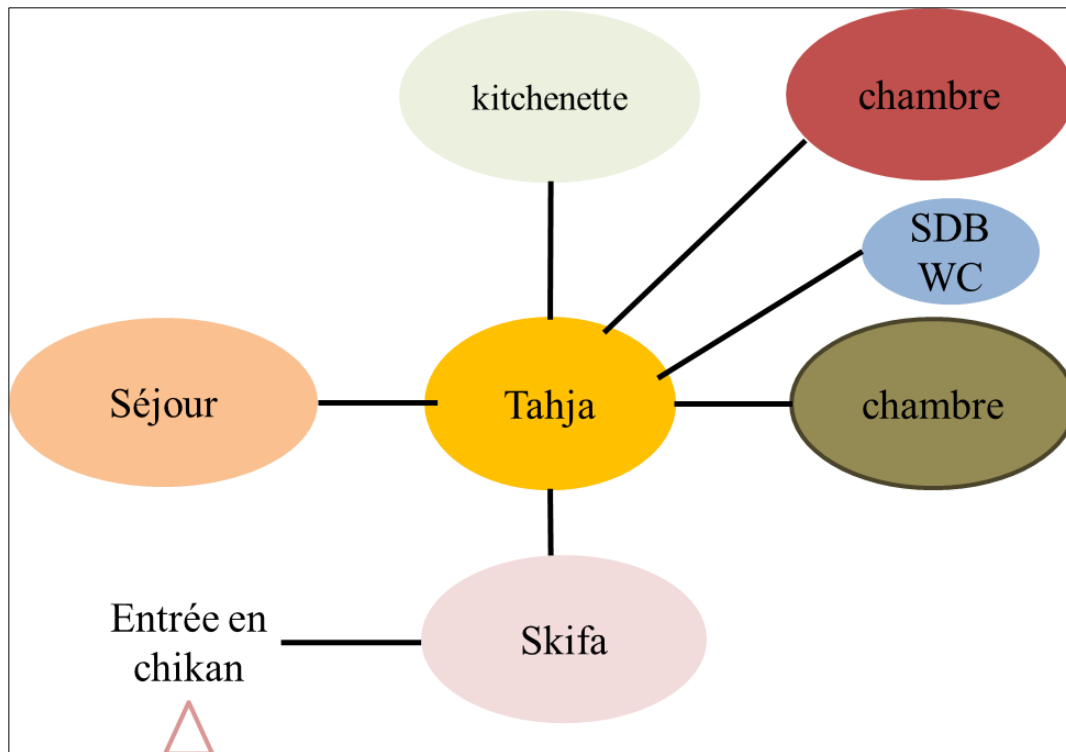 kitchenette
chambre
SDB
WC
Séjour
Tahja
chambre
Entrée en
chikan
Skifa